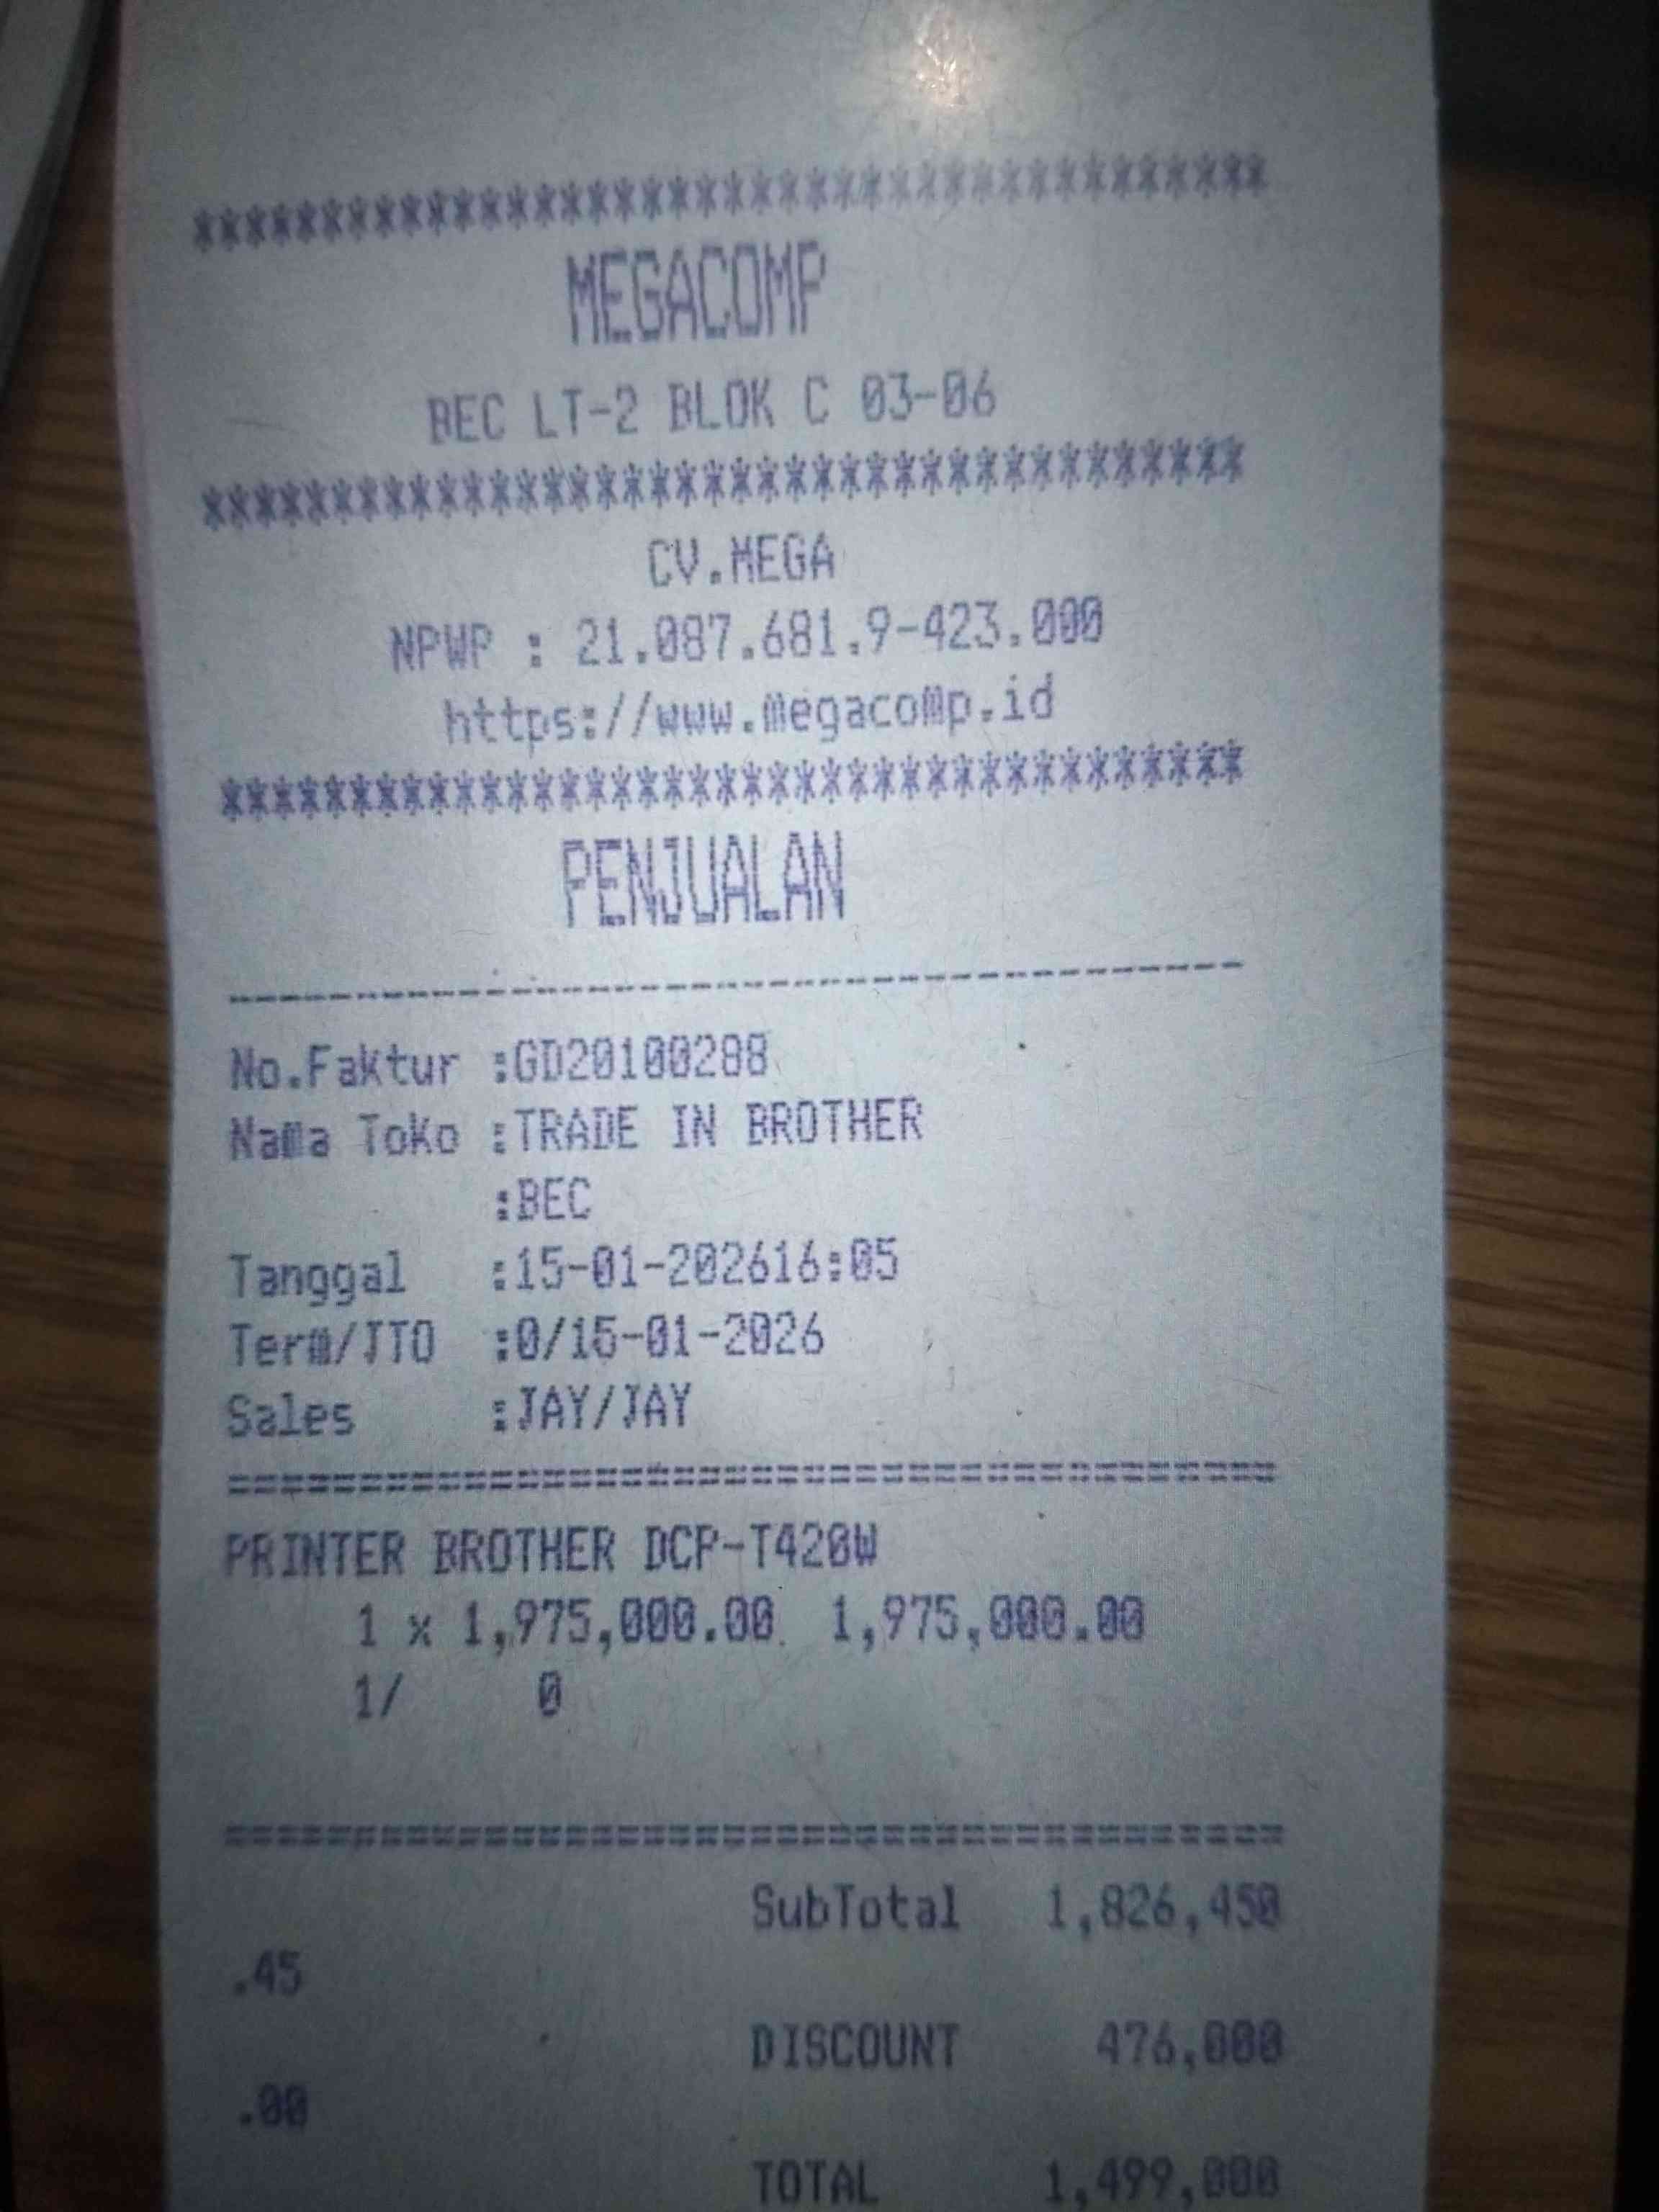 ****************************************
MEGACOMP
BEC LT-2 BLOK C 03-06
****************************************
CV.MEGA
NPWP : 21.087.681.9-423.000
https://www.megacomp.id
****************************************
PENJUALAN
----------------------------------------
No.Faktur :GD20100288
Nama Toko :TRADE IN BROTHER
:BEC
Tanggal :15-01-202616:05
Term/JTO :0/15-01-2026
Sales :JAY/JAY
========================================
PRINTER BROTHER DCP-T420W
1 x 1,975,000.00 1,975,000.00
1/ 0
========================================
SubTotal 1,826,450
.45
DISCOUNT 476,000
.00
TOTAL 1,499,000